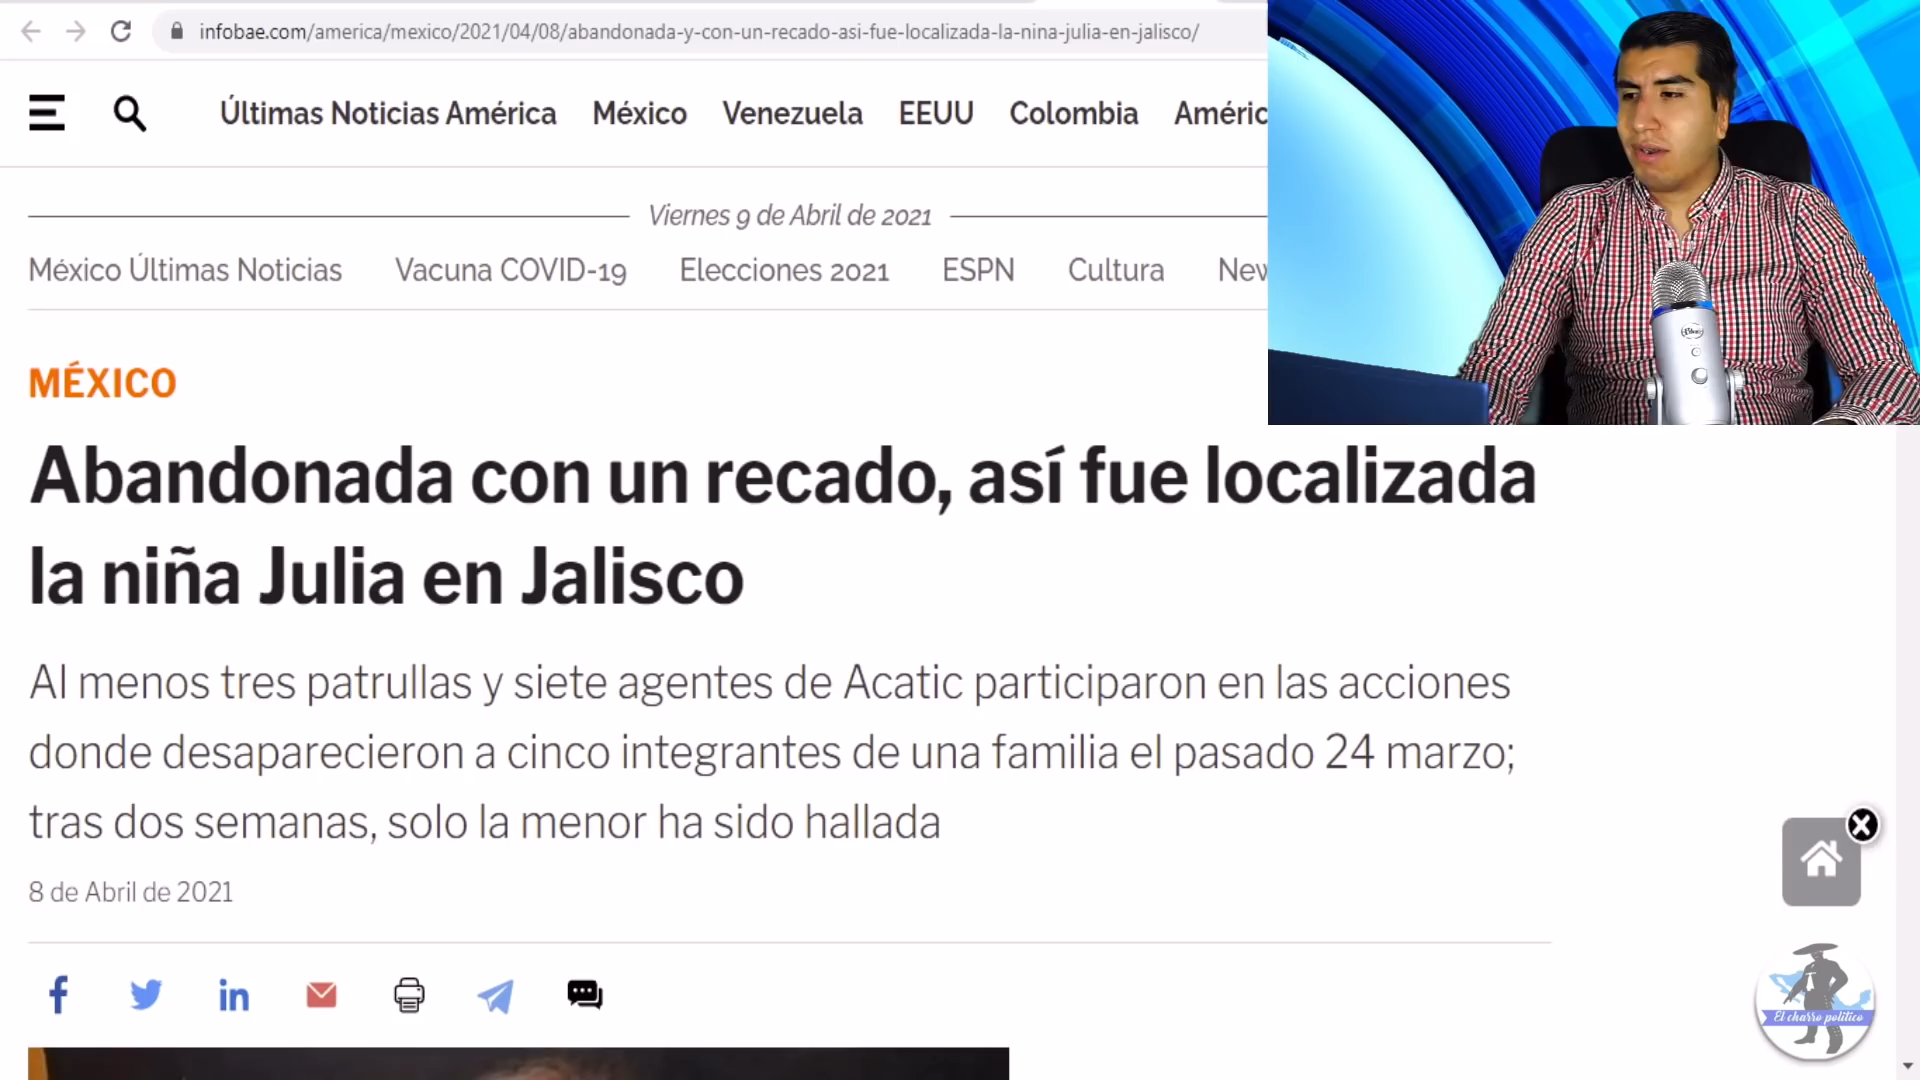 infobae.com/america/mexico/2021/04/08/abandonada-y-con-un-recado-asi-fue-localizada-la-nina-julia-en-jalisco/
Últimas Noticias América México Venezuela EEUU Colombia Améric
Viernes 9 de Abril de 2021
México Últimas Noticias Vacuna COVID-19 Elecciones 2021 ESPN Cultura New
MÉXICO
Abandonada con un recado, así fue localizada
la niña Julia en Jalisco
Al menos tres patrullas y siete agentes de Acatic participaron en las acciones
donde desaparecieron a cinco integrantes de una familia el pasado 24 marzo;
tras dos semanas, solo la menor ha sido hallada
8 de Abril de 2021
El charro político